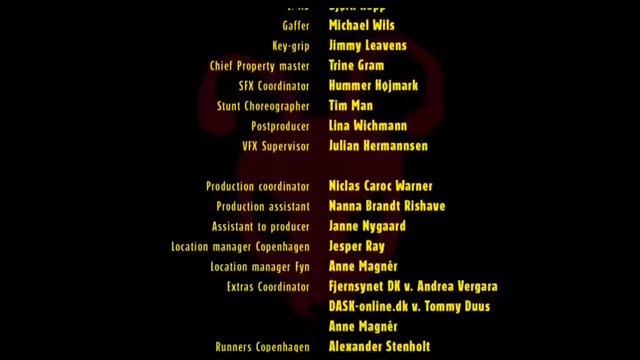 Gaffer Michael Wils
Key-grip Jimmy Leavens
Chief Property master Trine Gram
SFX Coordinator Hummer Højmark
Stunt Choreographer Tim Man
Postproducer Lina Wichmann
VFX Supervisor Julian Hermannsen
Production coordinator Niclas Caroc Warner
Production assistant Nanna Brandt Rishave
Assistant to producer Janne Nygaard
Location manager Copenhagen Jesper Ray
Location manager Fyn Anne Magnér
Extras Coordinator Fjernsynet DK v. Andrea Vergara
DASK-online.dk v. Tommy Duus
Anne Magnér
Runners Copenhagen Alexander Stenholt